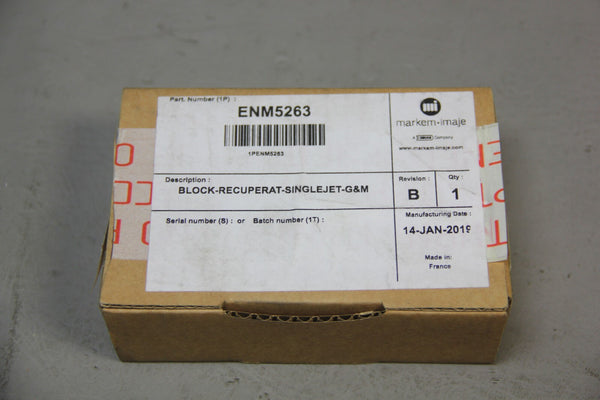 Part. Number (1P) :
ENM5263
1PENM5263
mi
markem-imaje
A DOVER Company
www.markem-imaje.com
Description :
BLOCK-RECUPERAT-SINGLEJET-G&M
Revision :
B
Qty :
1
Serial number (S) : or Batch number (1T) :
Manufacturing Date :
14-JAN-2019
Made in:
France